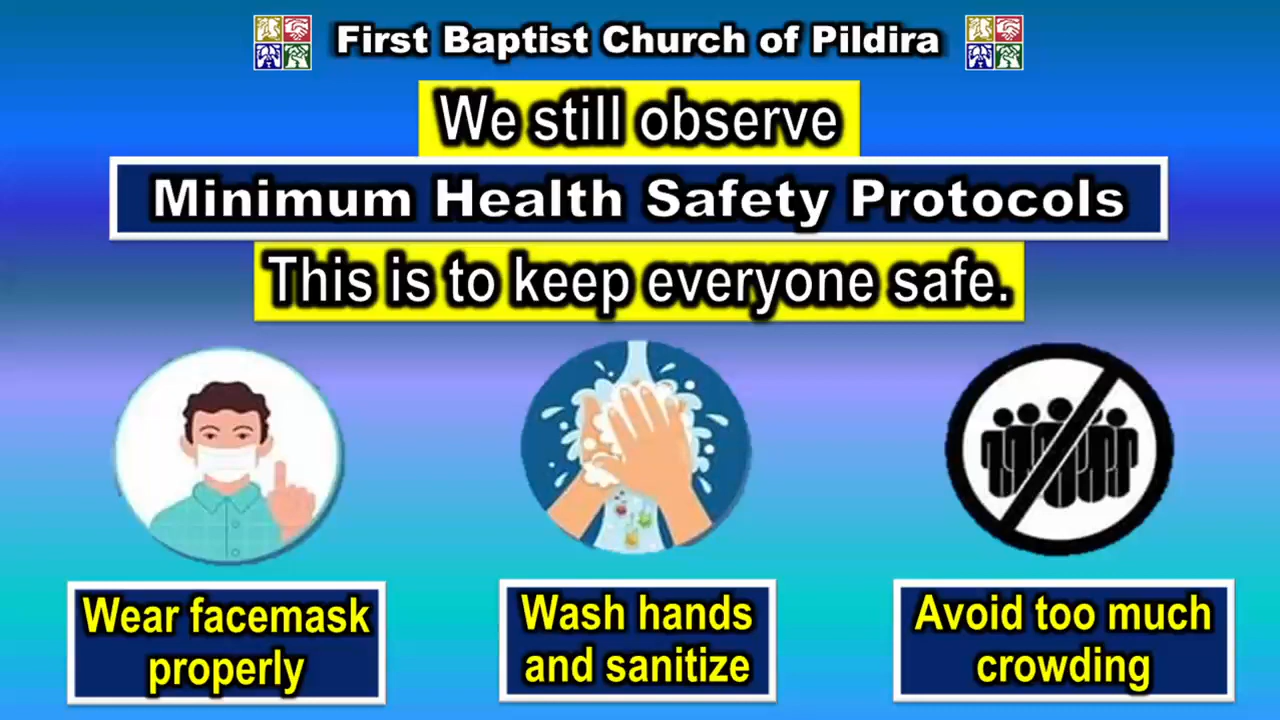 First Baptist Church of Pildira
We still observe
Minimum Health Safety Protocols
This is to keep everyone safe.
Wear facemask
properly
Wash hands
and sanitize
Avoid too much
crowding